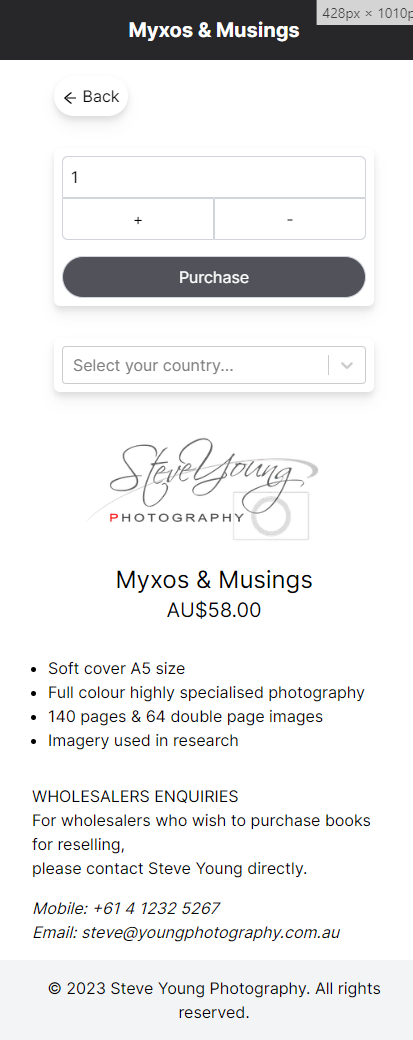 Myxos & Musings
428px × 1010p
← Back
1
+
-
Purchase
Select your country...
Steve Young
PHOTOGRAPHY
Myxos & Musings
AU$58.00
• Soft cover A5 size
• Full colour highly specialised photography
• 140 pages & 64 double page images
• Imagery used in research
WHOLESALERS ENQUIRIES
For wholesalers who wish to purchase books
for reselling,
please contact Steve Young directly.
Mobile: +61 4 1232 5267
Email: steve@youngphotography.com.au
© 2023 Steve Young Photography. All rights
reserved.